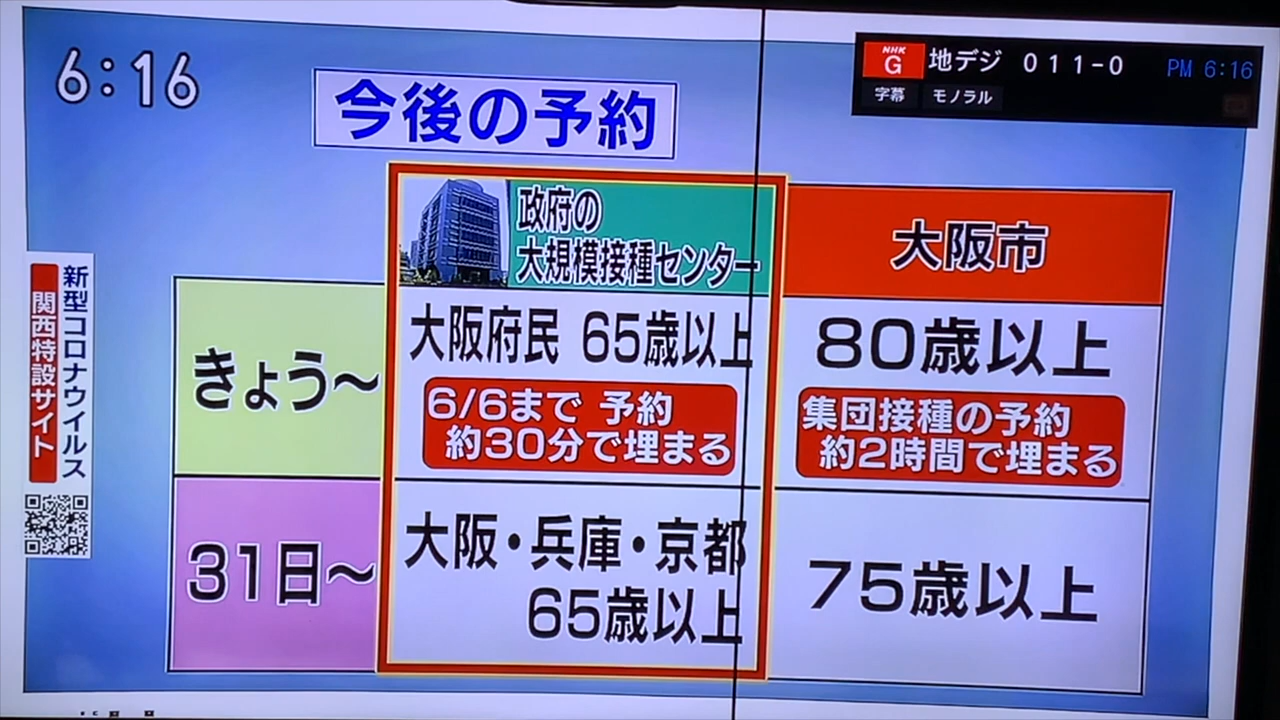 6:16
NHK
G
地デジ 011-0
PM 6:16
字幕 モノラル
今後の予約
政府の
大規模接種センター
大阪市
きょう~
大阪府民 65歳以上
6/6まで 予約
約30分で埋まる
80歳以上
集団接種の予約
約2時間で埋まる
31日~
大阪・兵庫・京都
65歳以上
75歳以上
新型コロナウイルス
関西特設サイト